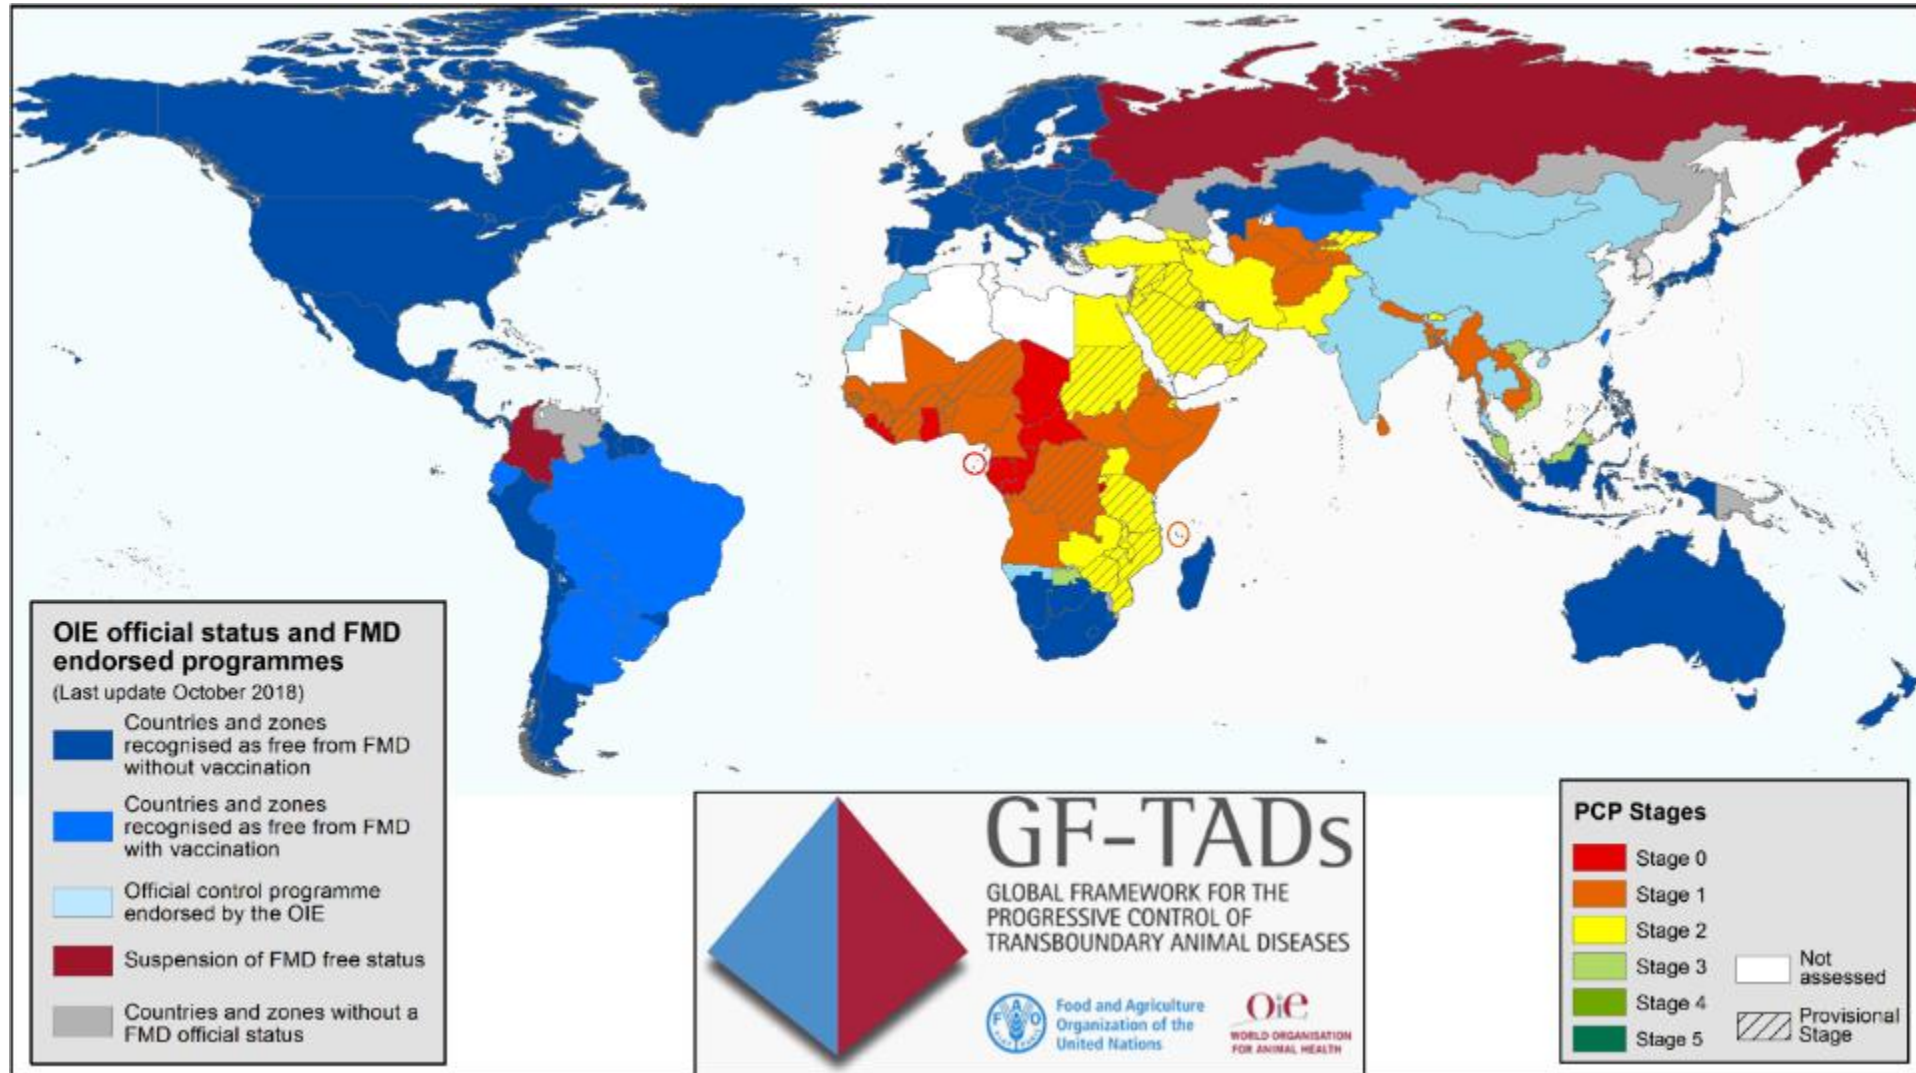 OIE official status and FMD
endorsed programmes
(Last update October 2018)
Countries and zones
recognised as free from FMD
without vaccination
Countries and zones
recognised as free from FMD
with vaccination
Official control programme
endorsed by the OIE
Suspension of FMD free status
Countries and zones without a
FMD official status
GF-TADs
GLOBAL FRAMEWORK FOR THE
PROGRESSIVE CONTROL OF
TRANSBOUNDARY ANIMAL DISEASES
F A O
FIAT PANIS
Food and Agriculture
Organization of the
United Nations
Oie
WORLD ORGANISATION
FOR ANIMAL HEALTH
PCP Stages
Stage 0
Stage 1
Stage 2
Stage 3
Stage 4
Stage 5
Not
assessed
Provisional
Stage